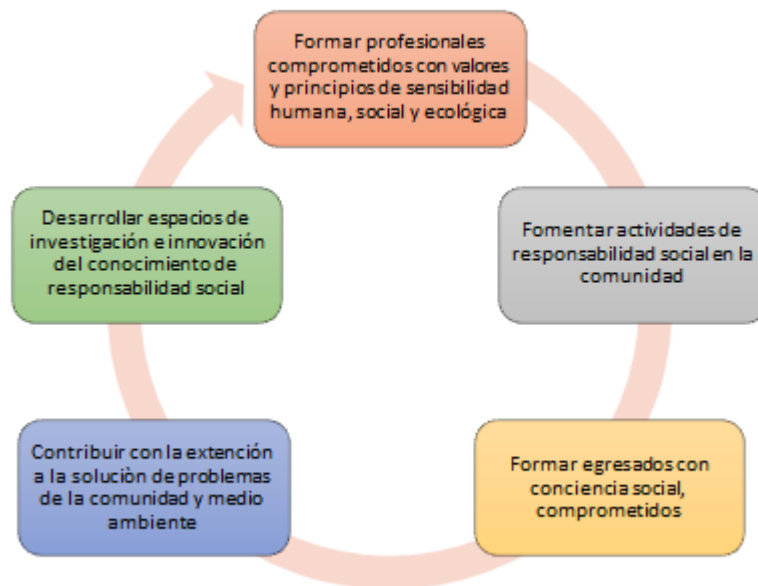 Formar profesionales
comprometidos con valores
y principios de sensibilidad
humana, social y ecológica
Fomentar actividades de
responsabilidad social en la
comunidad
Formar egresados con
conciencia social,
comprometidos
Contribuir con la extención
a la soluciòn de problemas
de la comunidad y medio
ambiente
Desarrollar espacios de
investigación e innovación
del conocimiento de
responsabilidad social